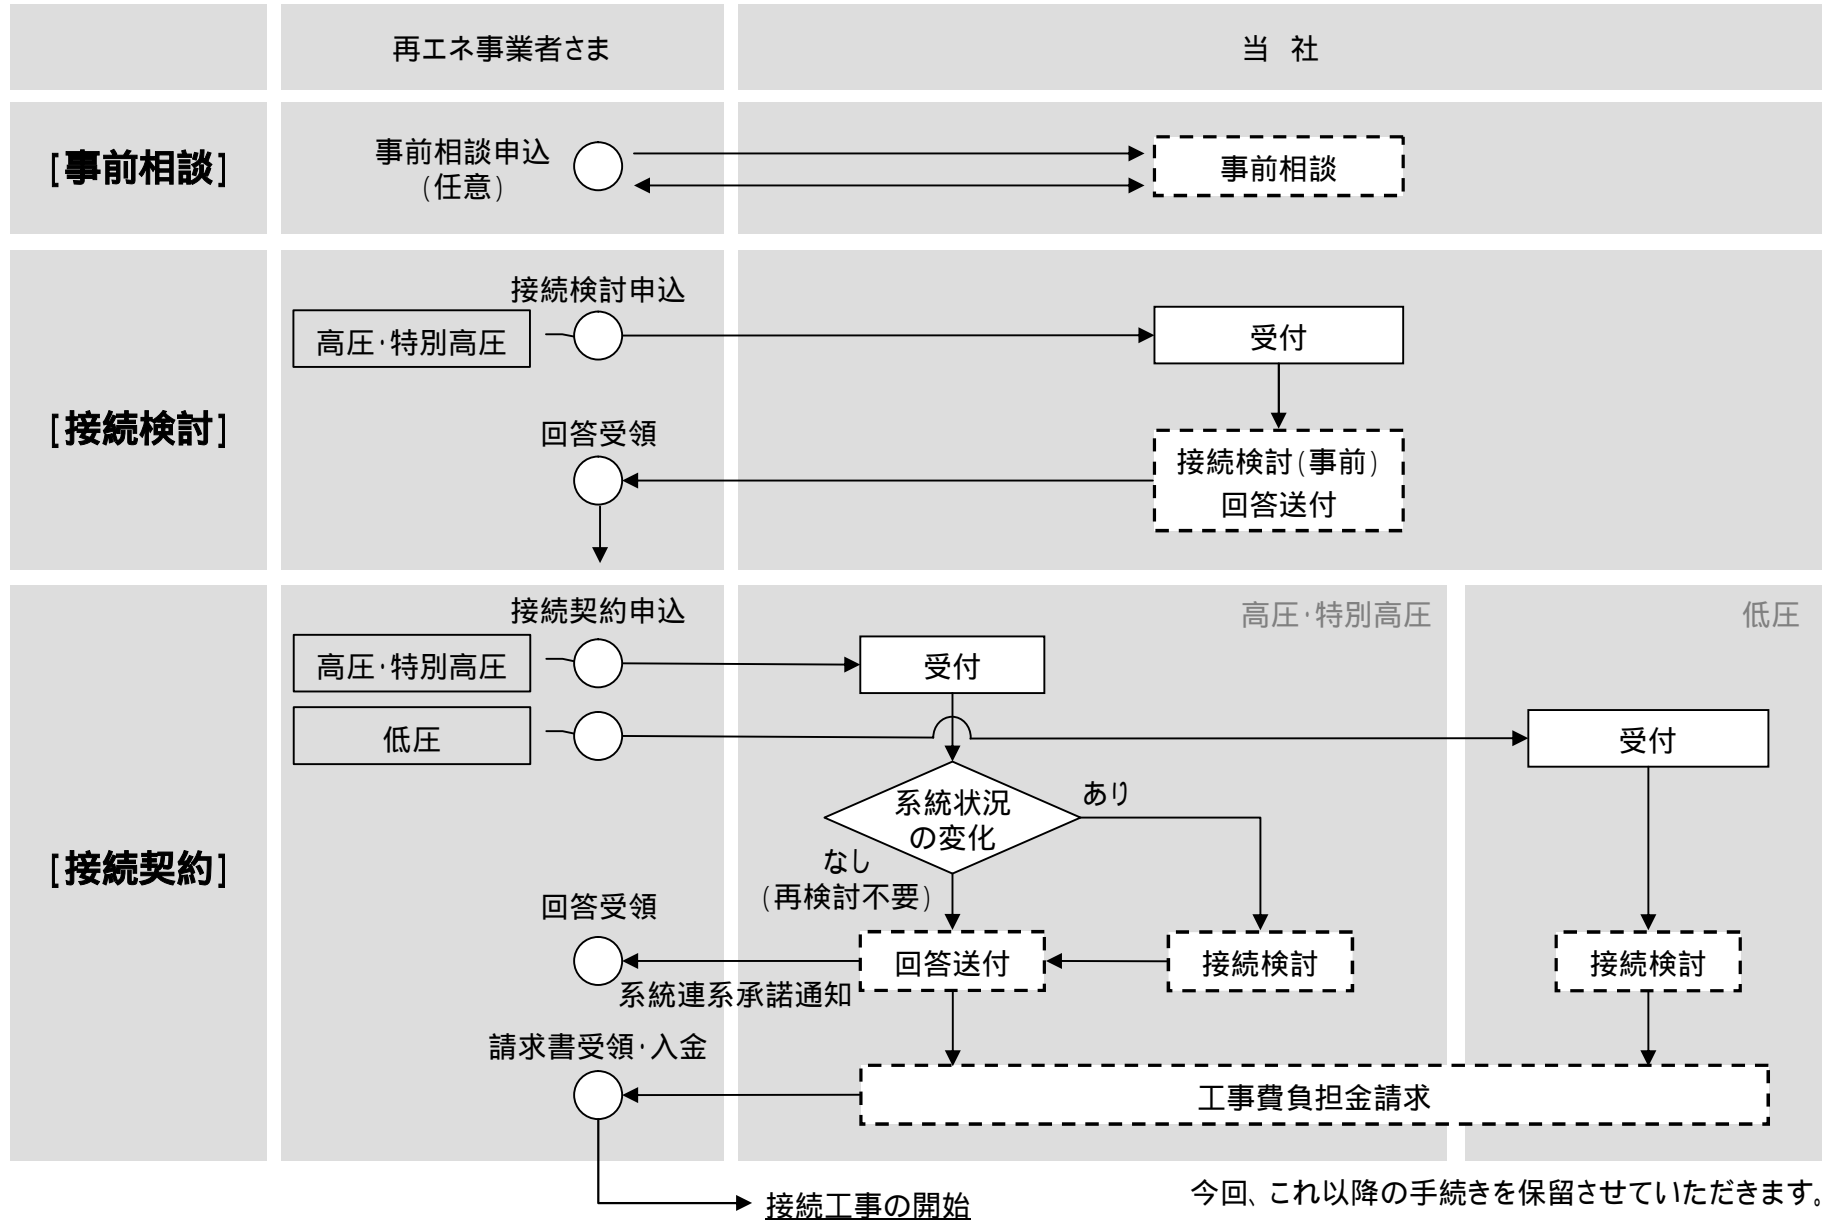 再エネ事業者さま
当 社
[事前相談]
事前相談申込
(任意)
事前相談
[接続検討]
接続検討申込
高圧・特別高圧
受付
回答受領
接続検討(事前)
回答送付
[接続契約]
接続契約申込
高圧・特別高圧
低圧
高圧・特別高圧
受付
低圧
受付
系統状況
の変化
あり
なし
(再検討不要)
回答受領
回答送付
接続検討
接続検討
系統連系承諾通知
請求書受領・入金
工事費負担金請求
接続工事の開始
今回、これ以降の手続きを保留させていただきます。